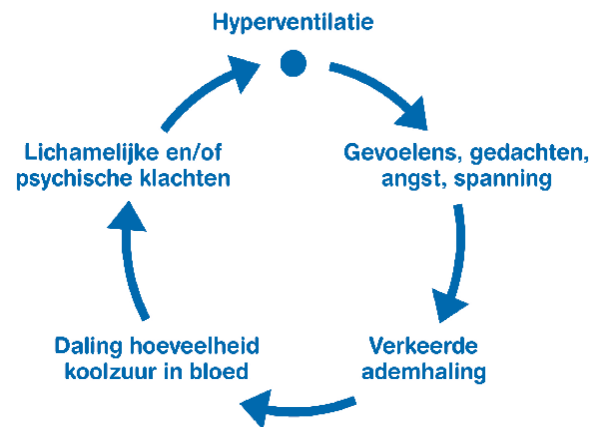 Hyperventilatie
Gevoelens, gedachten,
angst, spanning
Verkeerde
ademhaling
Daling hoeveelheid
koolzuur in bloed
Lichamelijke en/of
psychische klachten